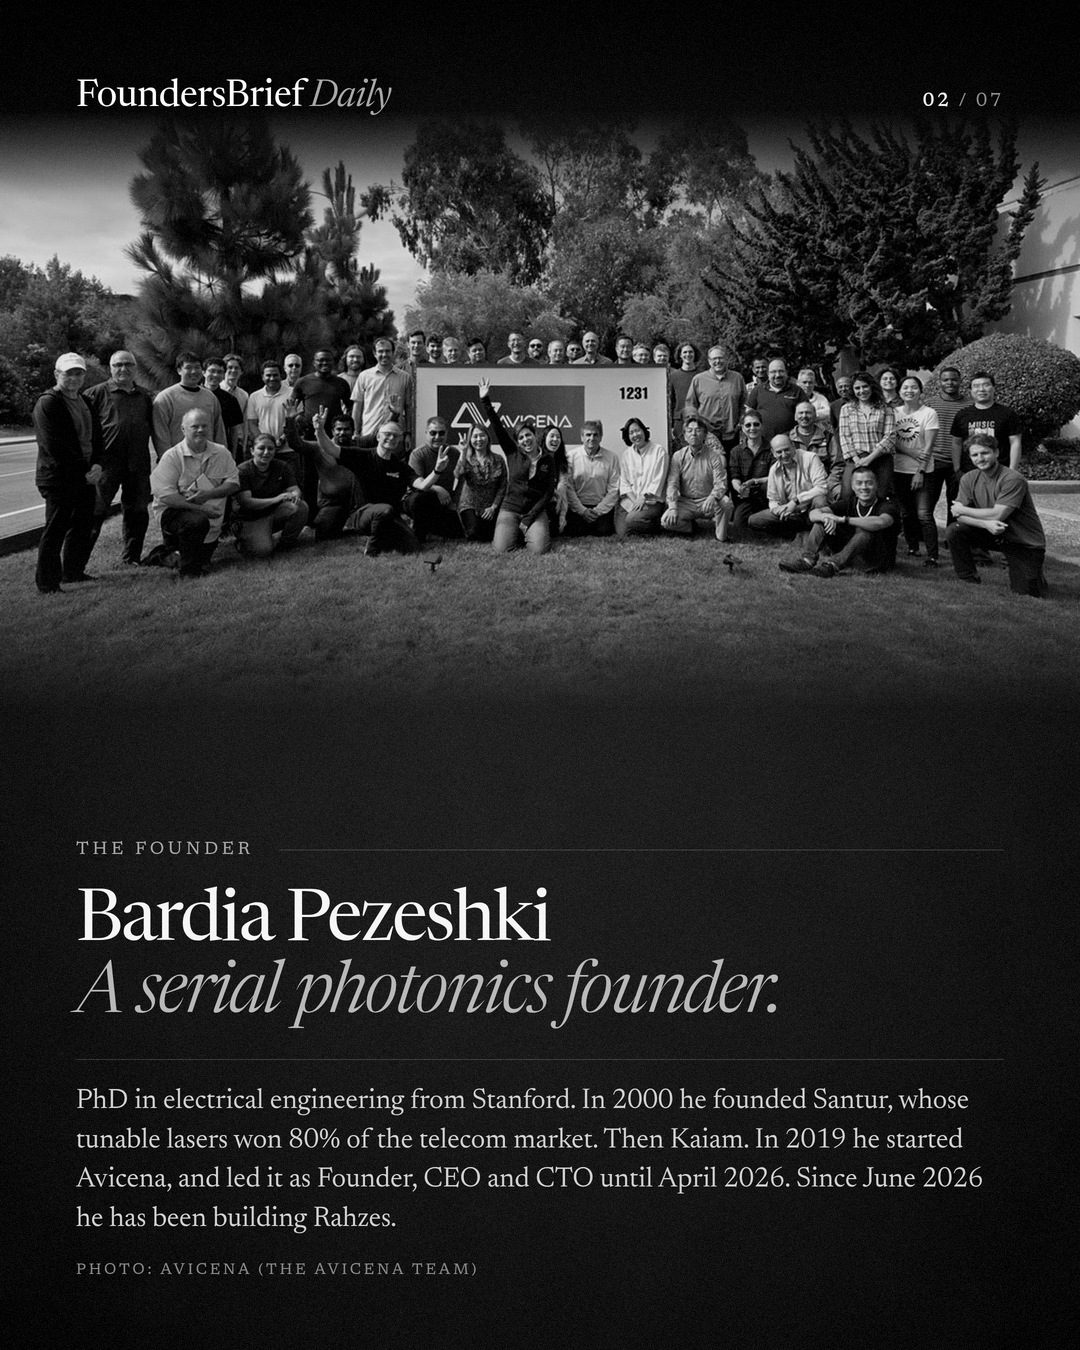 FoundersBrief Daily
02 / 07
1231
AVICENA
MUSIC
THE FOUNDER
Bardia Pezeshki
A serial photonics founder.
PhD in electrical engineering from Stanford. In 2000 he founded Santur, whose
tunable lasers won 80% of the telecom market. Then Kaiam. In 2019 he started
Avicena, and led it as Founder, CEO and CTO until April 2026. Since June 2026
he has been building Rahzes.
PHOTO: AVICENA (THE AVICENA TEAM)